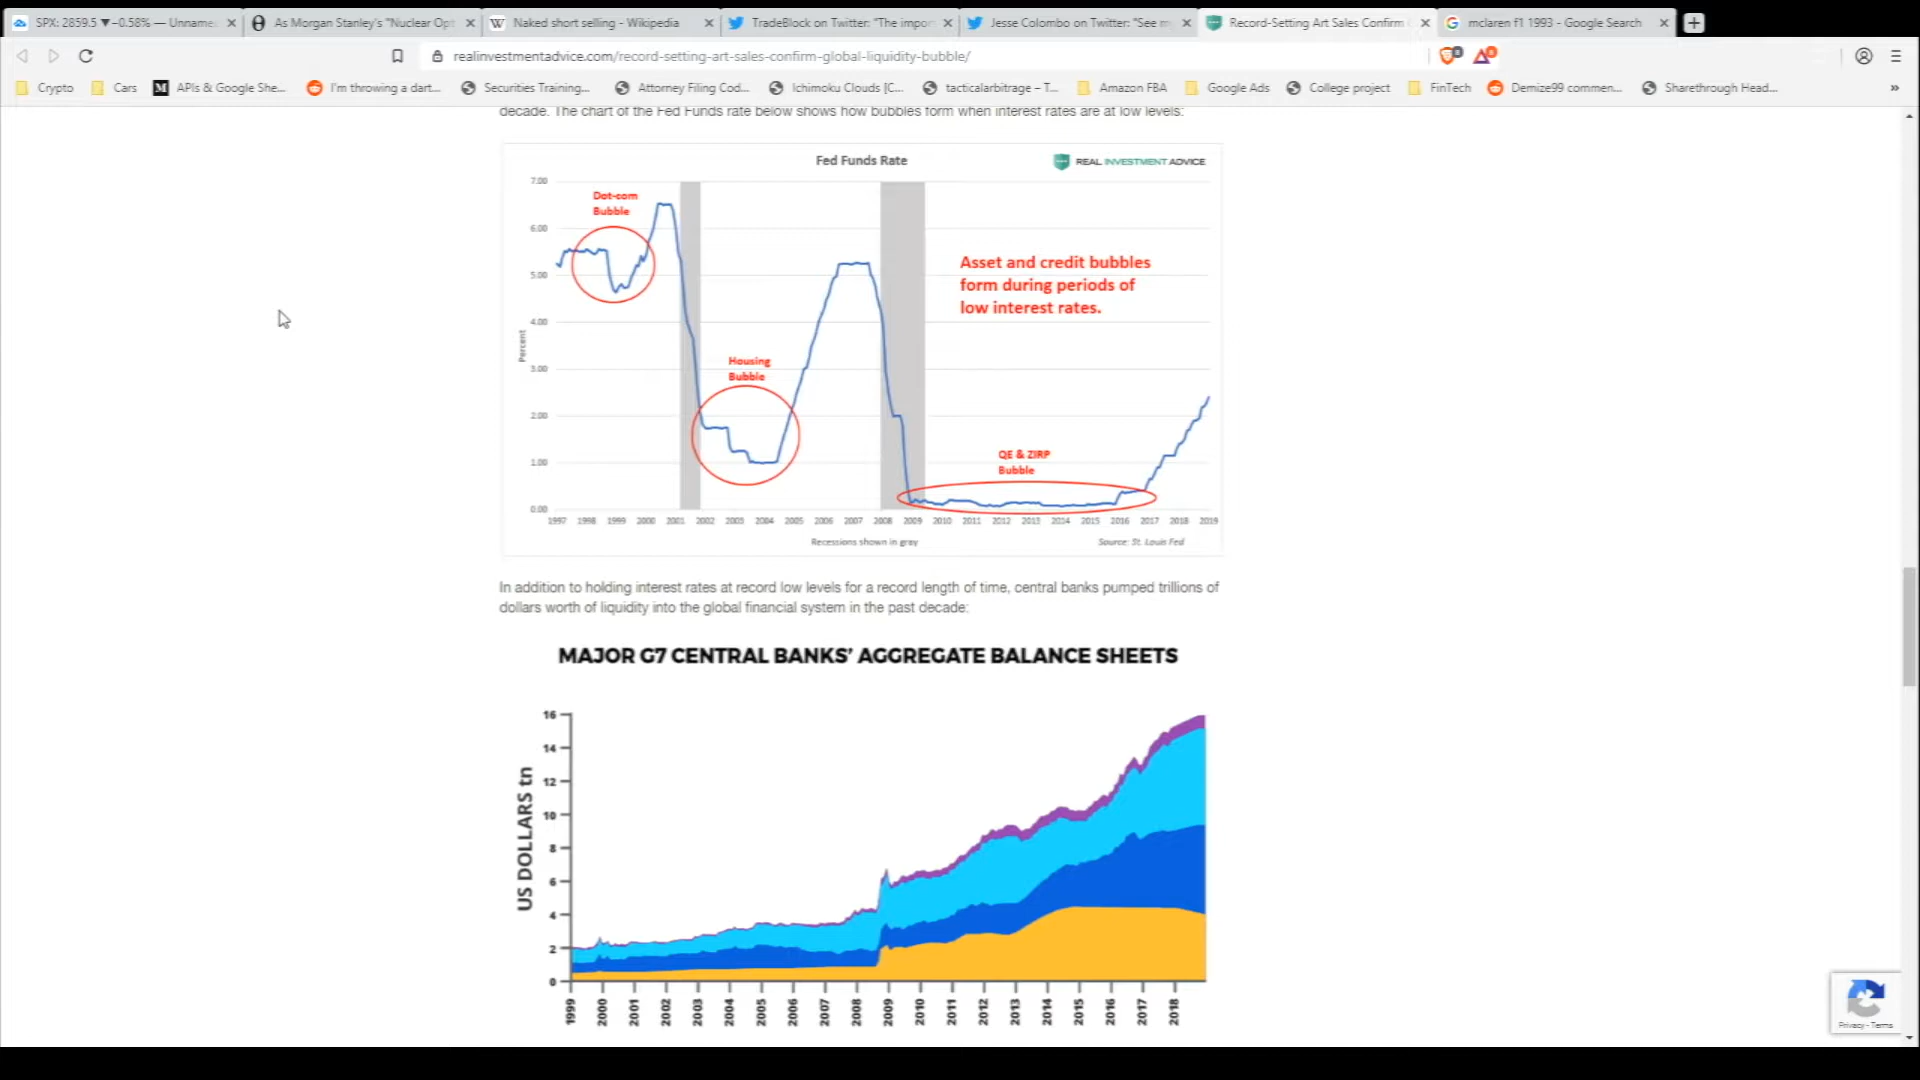 SPX: 2859.5 ▼−0.58% — Unname
As Morgan Stanley's "Nuclear Opt
Naked short selling - Wikipedia
TradeBlock on Twitter: "The impor
Jesse Colombo on Twitter: "See m
Record-Setting Art Sales Confirm
mclaren f1 1993 - Google Search
realinvestmentadvice.com/record-setting-art-sales-confirm-global-liquidity-bubble/
Crypto
Cars
APIs & Google She...
I'm throwing a dart...
Securities Training...
Attorney Filing Cod...
Ichimoku Clouds [C...
tacticalarbitrage – T...
Amazon FBA
Google Ads
College project
FinTech
Demize99 commen...
Sharethrough Head...
»
decade. The chart of the Fed Funds rate below shows how bubbles form when interest rates are at low levels:
Fed Funds Rate
REAL INVESTMENT ADVICE
7.00
6.00
5.00
4.00
3.00
2.00
1.00
0.00
Percent
Dot-com
Bubble
Housing
Bubble
Asset and credit bubbles
form during periods of
low interest rates.
QE & ZIRP
Bubble
1997 1998 1999 2000 2001 2002 2003 2004 2005 2006 2007 2008 2009 2010 2011 2012 2013 2014 2015 2016 2017 2018 2019
Recessions shown in gray
Source: St. Louis Fed
In addition to holding interest rates at record low levels for a record length of time, central banks pumped trillions of
dollars worth of liquidity into the global financial system in the past decade:
MAJOR G7 CENTRAL BANKS' AGGREGATE BALANCE SHEETS
US DOLLARS tn
16
14
12
10
8
6
4
2
0
1999 2000 2001 2002 2003 2004 2005 2006 2007 2008 2009 2010 2011 2012 2013 2014 2015 2016 2017 2018
Privacy - Terms